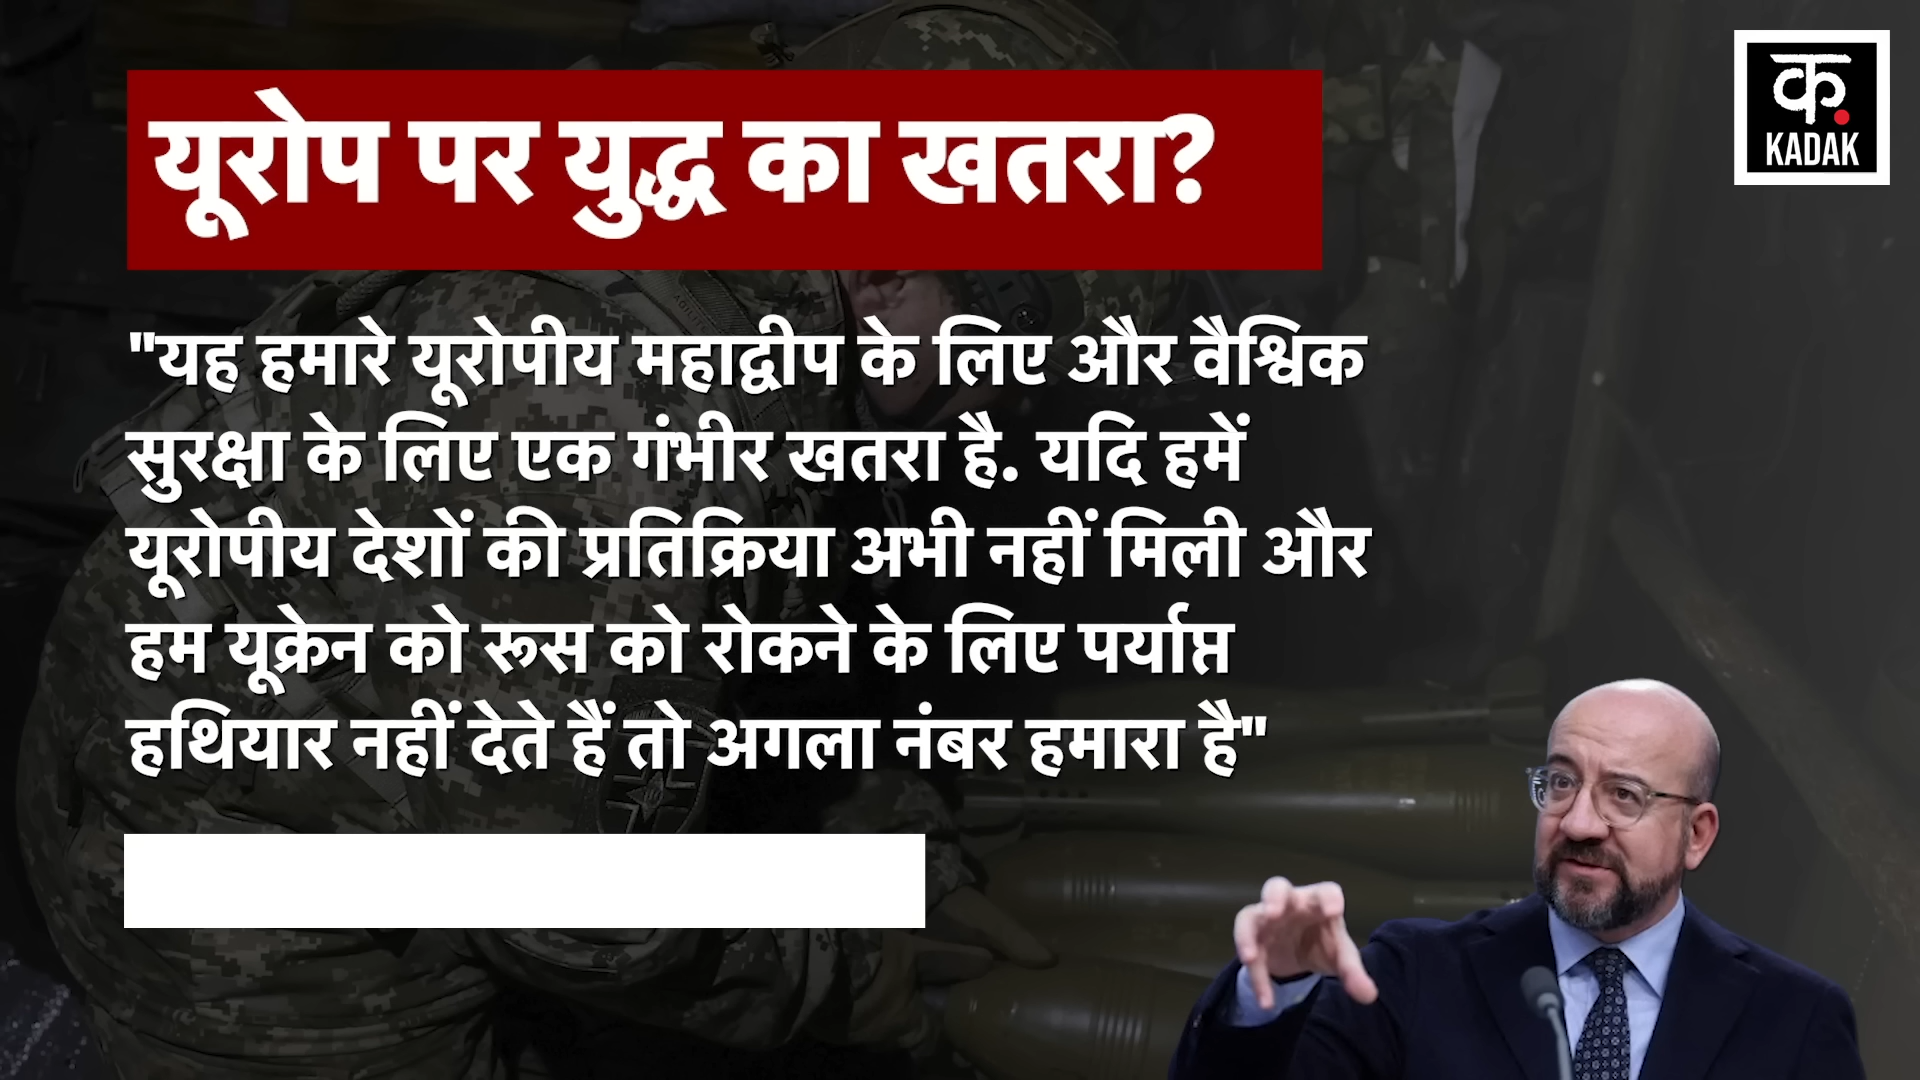 क
KADAK
यूरोप पर युद्ध का खतरा?
"यह हमारे यूरोपीय महाद्वीप के लिए और वैश्विक
सुरक्षा के लिए एक गंभीर खतरा है. यदि हमें
यूरोपीय देशों की प्रतिक्रिया अभी नहीं मिली और
हम यूक्रेन को रूस को रोकने के लिए पर्याप्त
हथियार नहीं देते हैं तो अगला नंबर हमारा है"